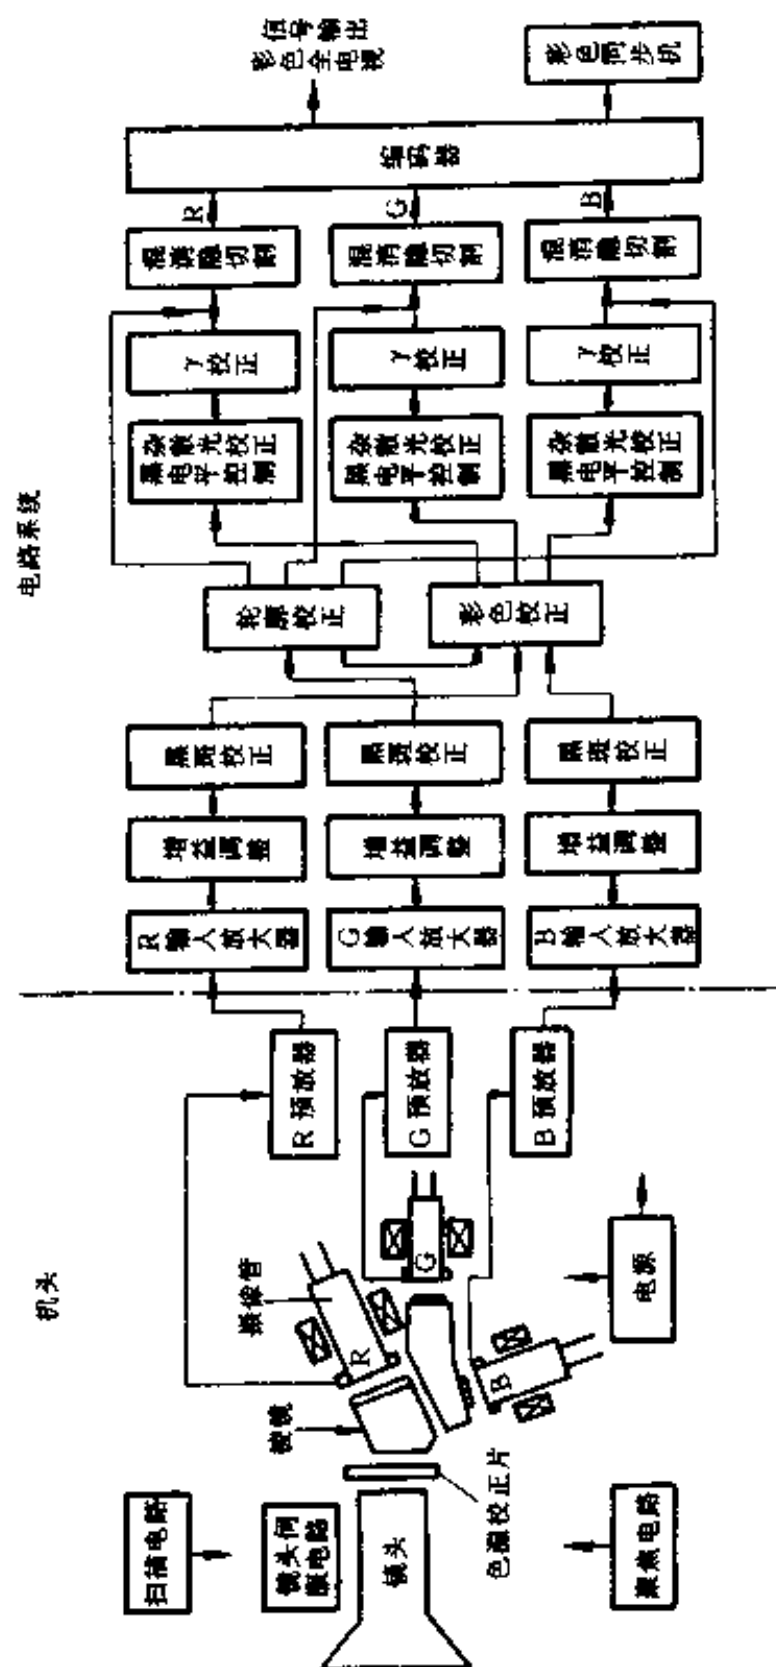 机头
电路系统
扫描电路
镜头伺
服电路
镜头
色温校正片
聚焦电路
棱镜
摄像管
R
G
B
电源
R 预放器
G 预放器
B 预放器
R 输入放大器
G 输入放大器
B 输入放大器
增益调整
增益调整
增益调整
黑斑校正
黑斑校正
黑斑校正
轮廓校正
彩色校正
杂散光校正
黑电平控制
杂散光校正
黑电平控制
杂散光校正
黑电平控制
γ校正
γ校正
γ校正
混消隐切割
混消隐切割
混消隐切割
R
G
B
编码器
信号输出
彩色全电视
彩色同步机